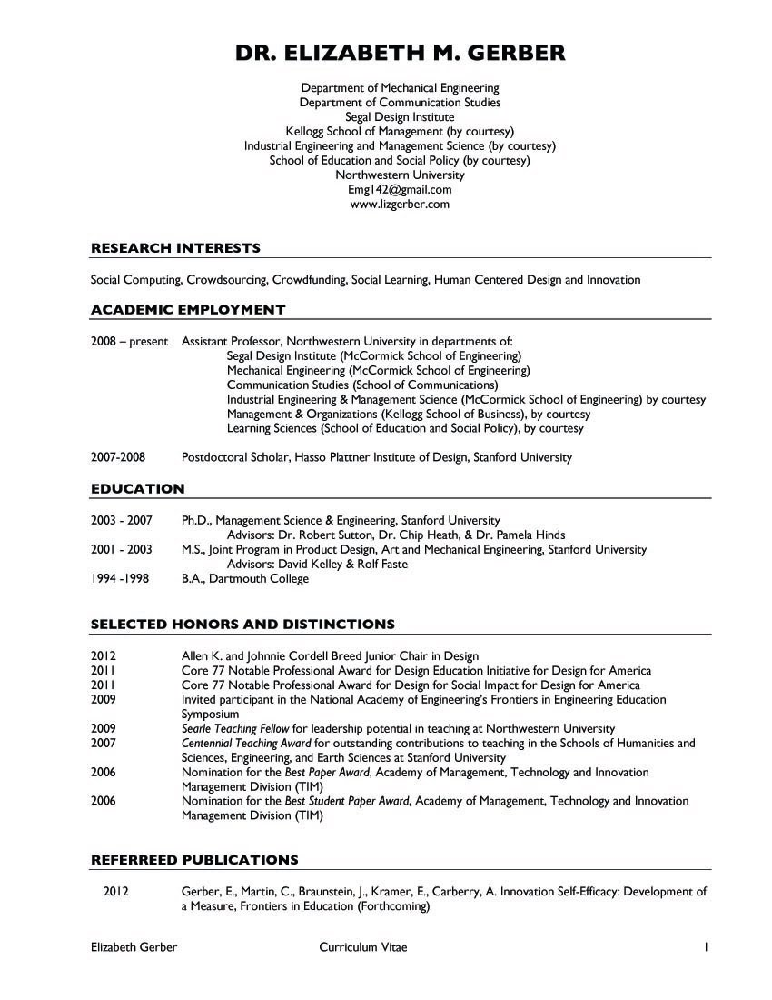 DR. ELIZABETH M. GERBER
Department of Mechanical Engineering
Department of Communication Studies
Segal Design Institute
Kellogg School of Management (by courtesy)
Industrial Engineering and Management Science (by courtesy)
School of Education and Social Policy (by courtesy)
Northwestern University
Emg142@gmail.com
www.lizgerber.com
RESEARCH INTERESTS
Social Computing, Crowdsourcing, Crowdfunding, Social Learning, Human Centered Design and Innovation
ACADEMIC EMPLOYMENT
2008 – present Assistant Professor, Northwestern University in departments of:
Segal Design Institute (McCormick School of Engineering)
Mechanical Engineering (McCormick School of Engineering)
Communication Studies (School of Communications)
Industrial Engineering & Management Science (McCormick School of Engineering) by courtesy
Management & Organizations (Kellogg School of Business), by courtesy
Learning Sciences (School of Education and Social Policy), by courtesy
2007-2008 Postdoctoral Scholar, Hasso Plattner Institute of Design, Stanford University
EDUCATION
2003 - 2007 Ph.D., Management Science & Engineering, Stanford University
Advisors: Dr. Robert Sutton, Dr. Chip Heath, & Dr. Pamela Hinds
2001 - 2003 M.S., Joint Program in Product Design, Art and Mechanical Engineering, Stanford University
Advisors: David Kelley & Rolf Faste
1994 -1998 B.A., Dartmouth College
SELECTED HONORS AND DISTINCTIONS
2012 Allen K. and Johnnie Cordell Breed Junior Chair in Design
2011 Core 77 Notable Professional Award for Design Education Initiative for Design for America
2011 Core 77 Notable Professional Award for Design for Social Impact for Design for America
2009 Invited participant in the National Academy of Engineering’s Frontiers in Engineering Education
Symposium
2009 Searle Teaching Fellow for leadership potential in teaching at Northwestern University
2007 Centennial Teaching Award for outstanding contributions to teaching in the Schools of Humanities and
Sciences, Engineering, and Earth Sciences at Stanford University
2006 Nomination for the Best Paper Award, Academy of Management, Technology and Innovation
Management Division (TIM)
2006 Nomination for the Best Student Paper Award, Academy of Management, Technology and Innovation
Management Division (TIM)
REFERREED PUBLICATIONS
2012 Gerber, E., Martin, C., Braunstein, J., Kramer, E., Carberry, A. Innovation Self-Efficacy: Development of
a Measure, Frontiers in Education (Forthcoming)
Elizabeth Gerber Curriculum Vitae 1